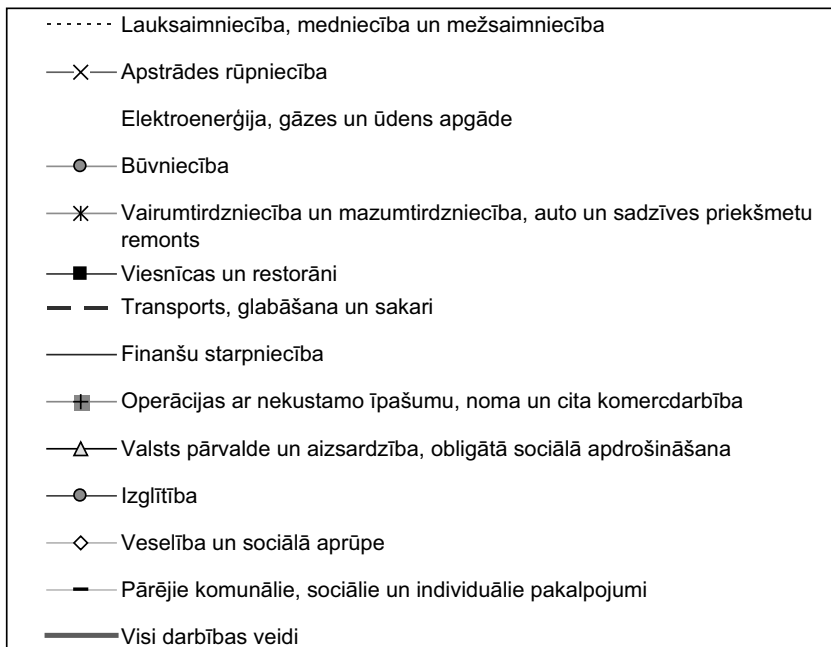 Lauksaimniecība, medniecība un mežsaimniecība
Apstrādes rūpniecība
Elektroenerģija, gāzes un ūdens apgāde
Būvniecība
Vairumtirdzniecība un mazumtirdzniecība, auto un sadzīves priekšmetu
remonts
Viesnīcas un restorāni
Transports, glabāšana un sakari
Finanšu starpniecība
Operācijas ar nekustamo īpašumu, noma un cita komercdarbība
Valsts pārvalde un aizsardzība, obligātā sociālā apdrošināšana
Izglītība
Veselība un sociālā aprūpe
Pārējie komunālie, sociālie un individuālie pakalpojumi
Visi darbības veidi